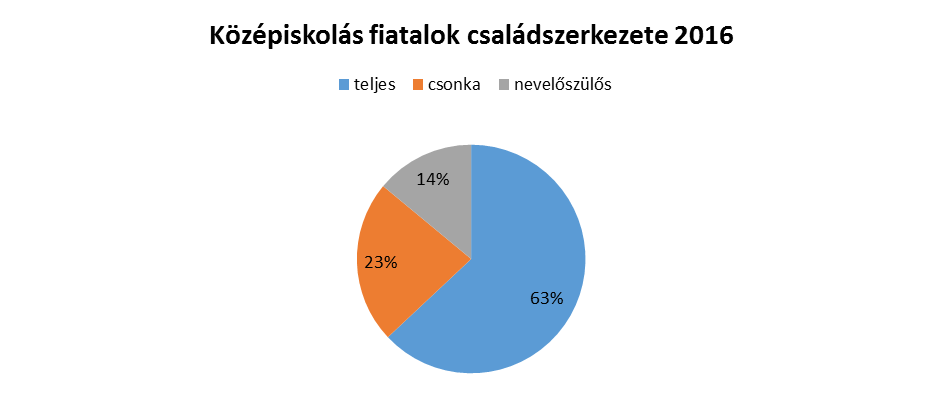 Középiskolás fiatalok családszerkezete 2016
teljes csonka nevelőszülős
14%
23%
63%